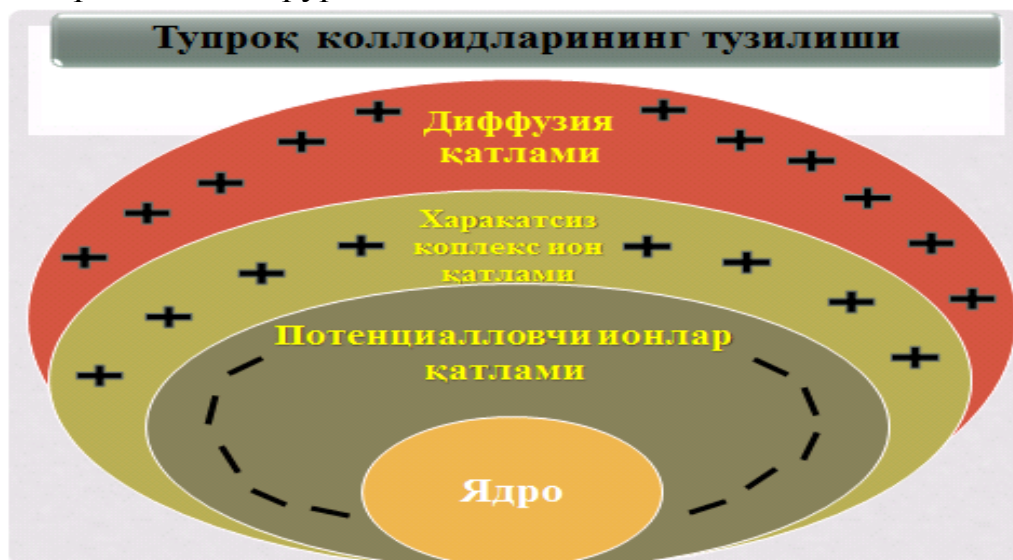 Тупроқ коллоидларининг тузилиши
Диффузия
қатлами
Харакатсиз
коплекс ион
қатлами
Потенциалловчи ионлар
қатлами
Ядро